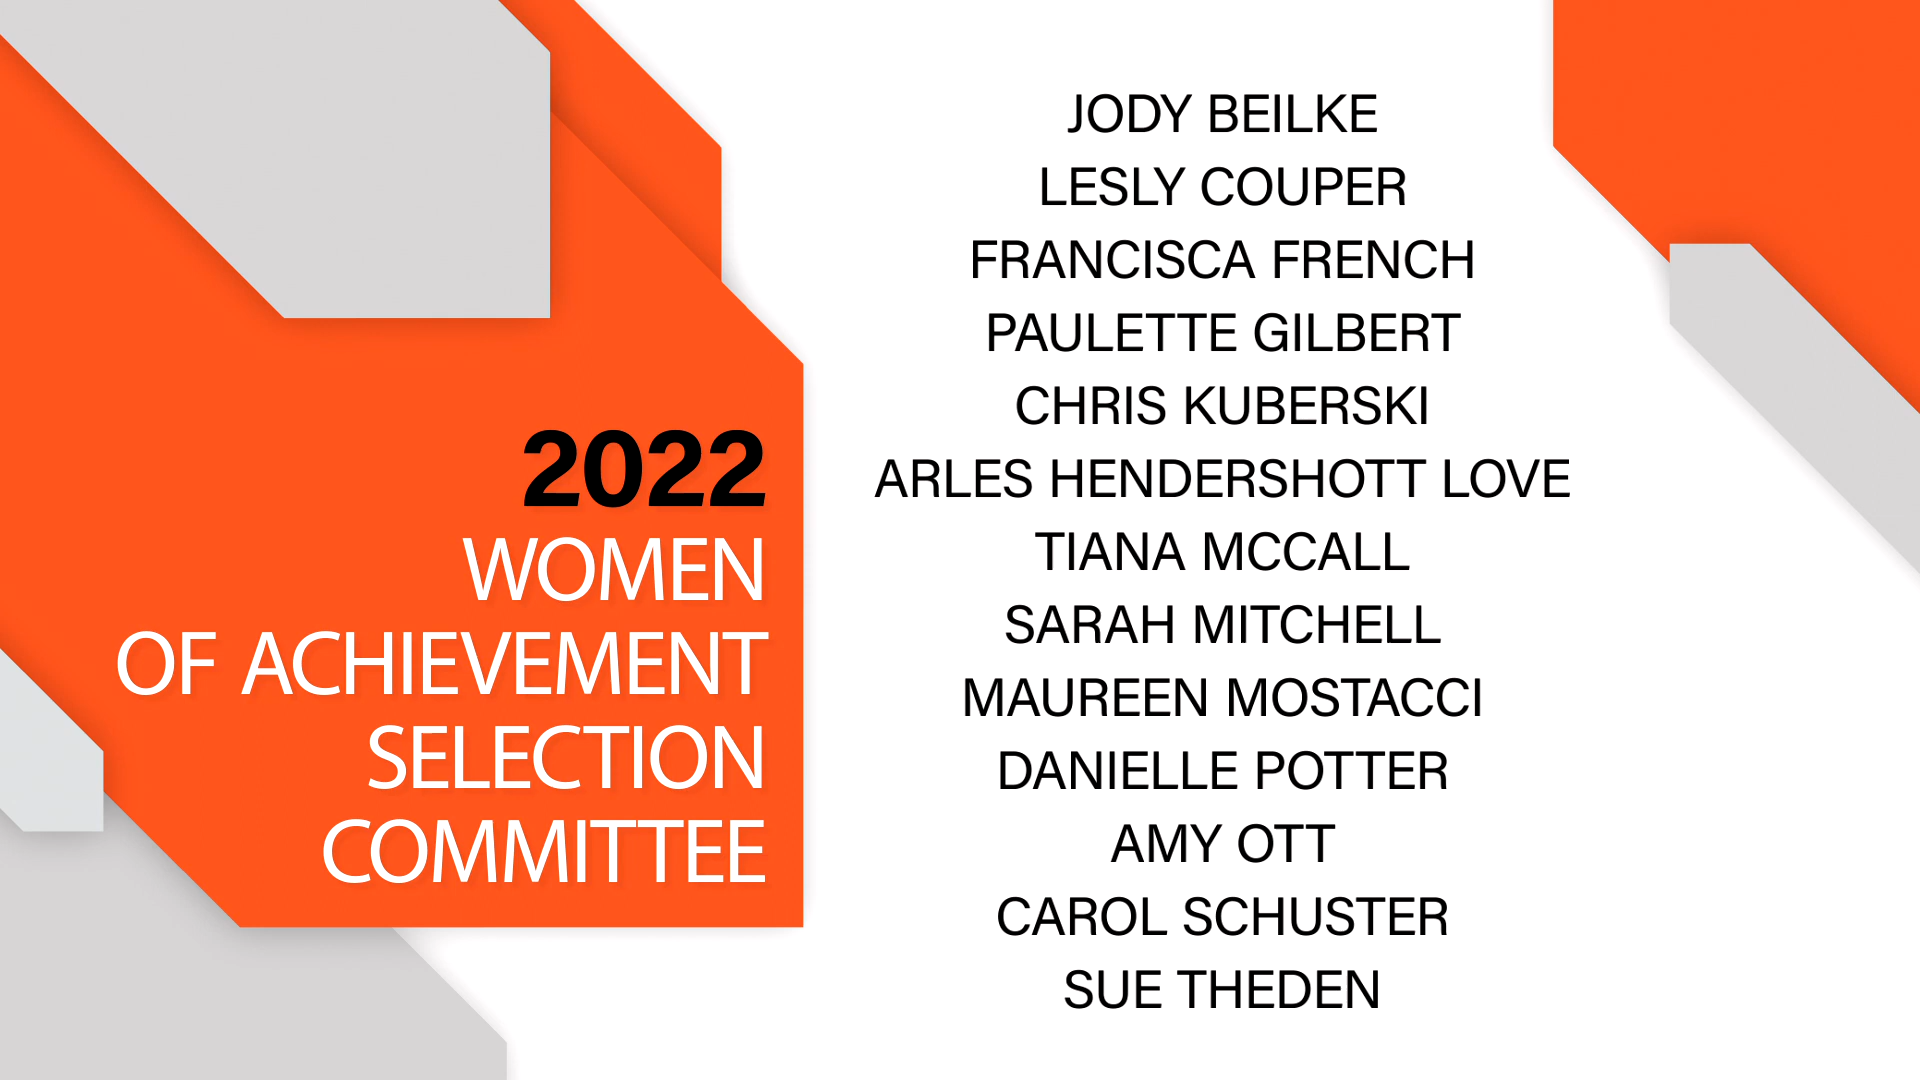 2022
WOMEN
OF ACHIEVEMENT
SELECTION
COMMITTEE
JODY BEILKE
LESLY COUPER
FRANCISCA FRENCH
PAULETTE GILBERT
CHRIS KUBERSKI
ARLES HENDERSHOTT LOVE
TIANA MCCALL
SARAH MITCHELL
MAUREEN MOSTACCI
DANIELLE POTTER
AMY OTT
CAROL SCHUSTER
SUE THEDEN